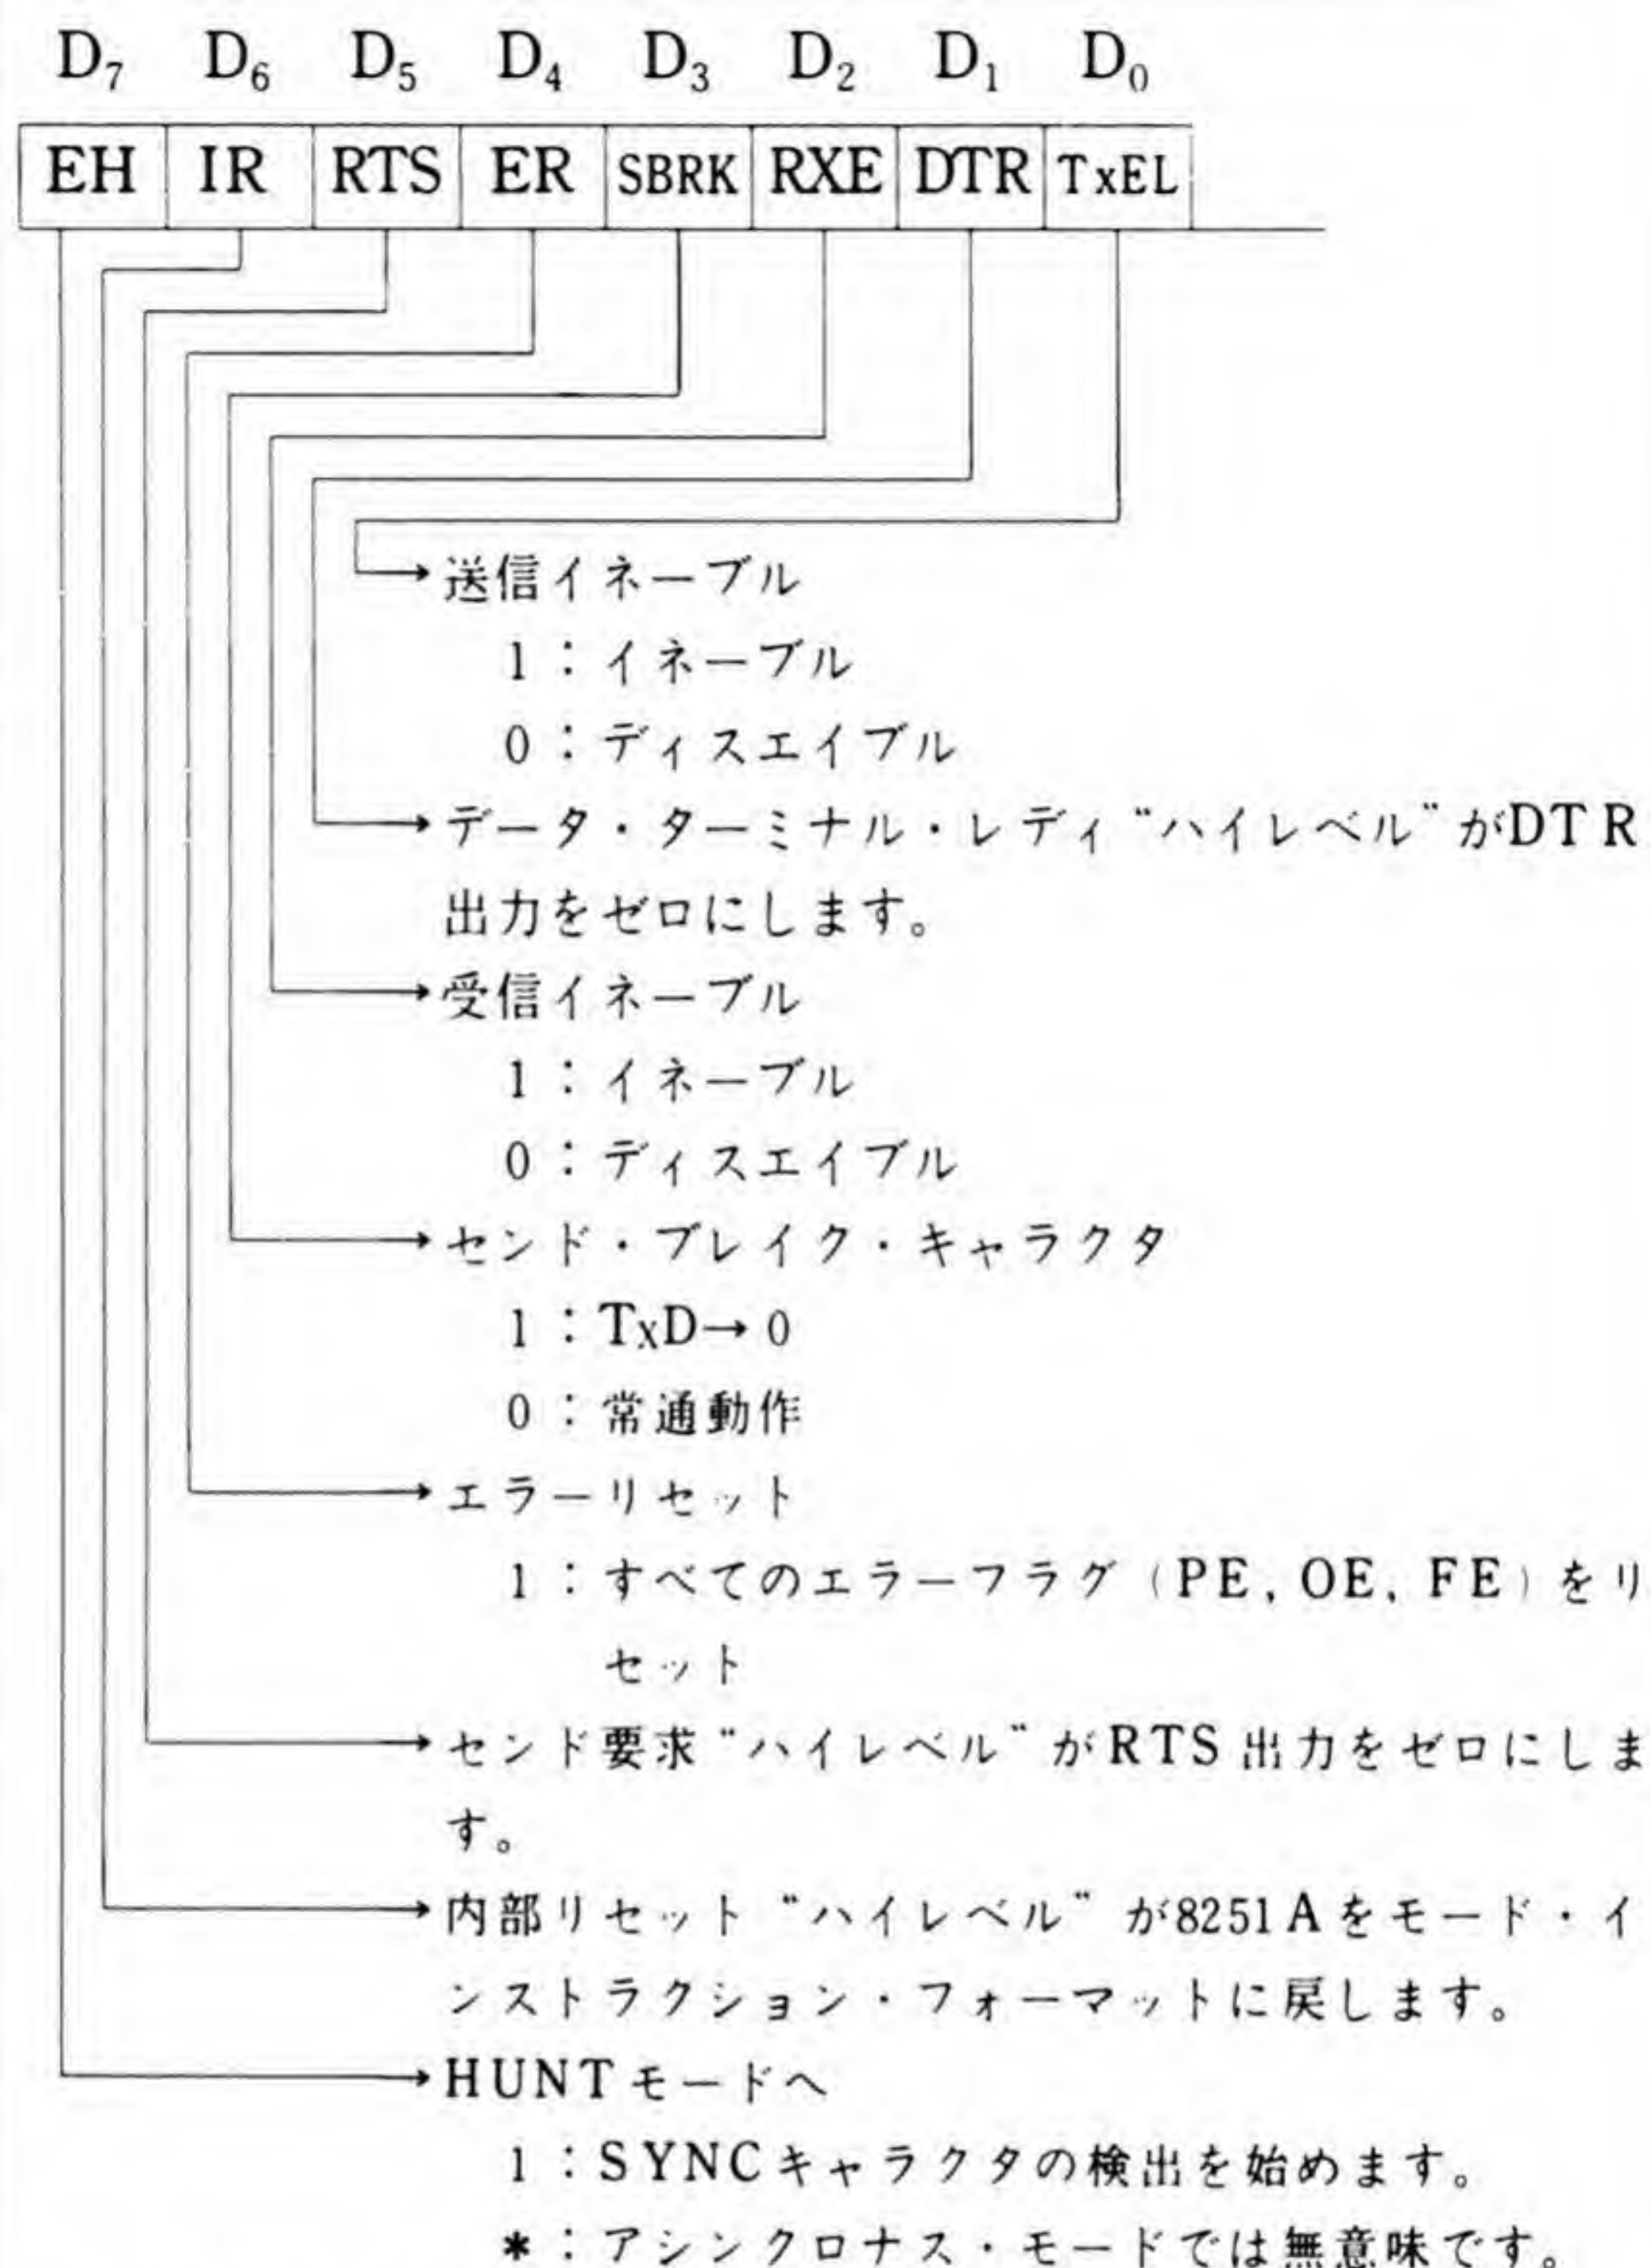 D₇ D₆ D₅ D₄ D₃ D₂ D₁ D₀
EH IR RTS ER SBRK RXE DTR TxEL
送信イネーブル
1：イネーブル
0：ディスエイブル
データ・ターミナル・レディ“ハイレベル”がDTR
出力をゼロにします。
受信イネーブル
1：イネーブル
0：ディスエイブル
センド・ブレイク・キャラクタ
1：TxD→0
0：常通動作
エラーリセット
1：すべてのエラーフラグ（PE, OE, FE）をリ
セット
センド要求“ハイレベル”がRTS出力をゼロにしま
す。
内部リセット“ハイレベル”が8251Aをモード・イ
ンストラクション・フォーマットに戻します。
HUNTモードへ
1：SYNCキャラクタの検出を始めます。
*：アシンクロナス・モードでは無意味です。